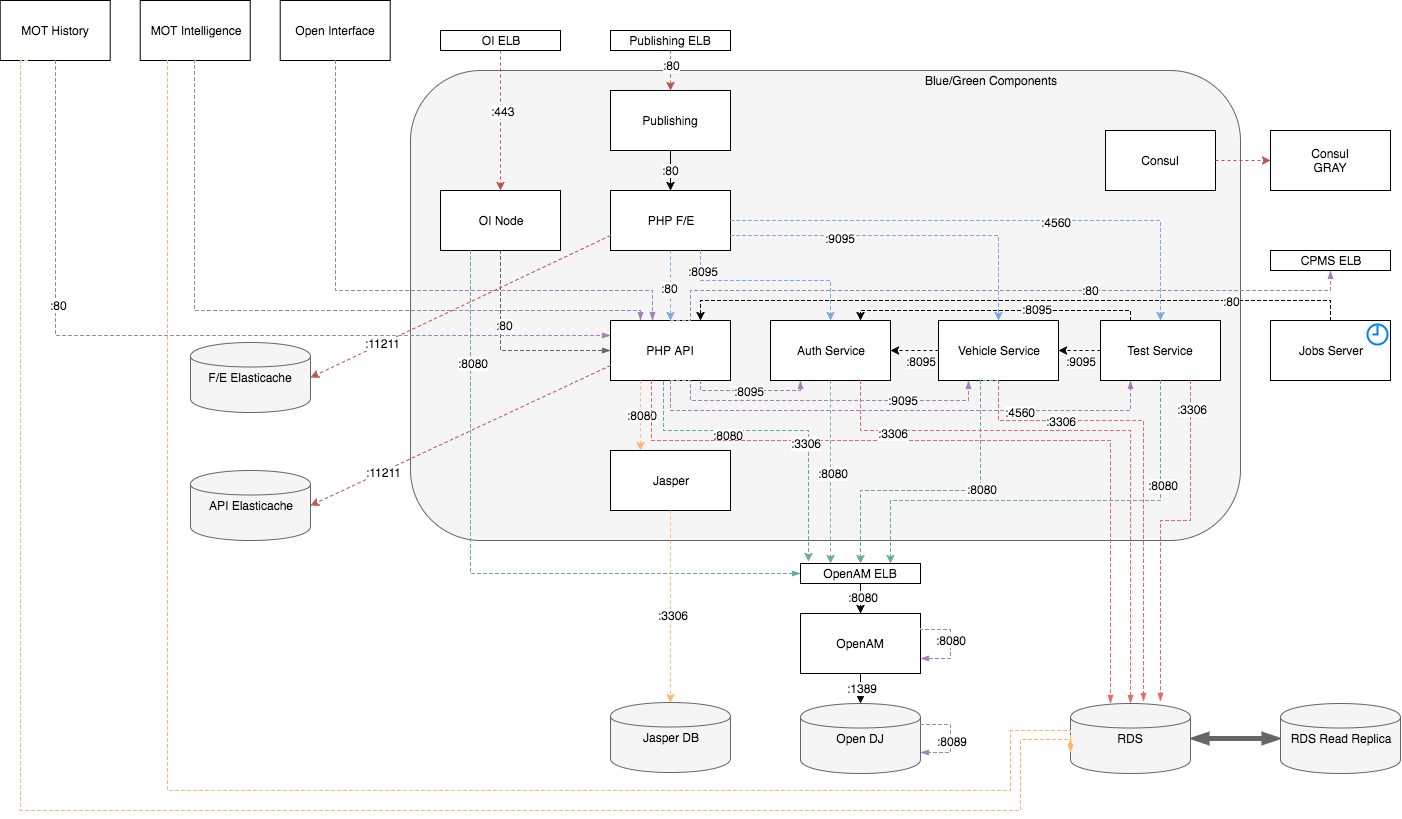 MOT History
MOT Intelligence
Open Interface
OI ELB
Publishing ELB
:80
Blue/Green Components
:443
Publishing
Consul
Consul
GRAY
:80
OI Node
PHP F/E
:4560
:9095
CPMS ELB
:8095
:80
:80
:80
:80
:8095
:80
:11211
PHP API
Auth Service
Vehicle Service
Test Service
Jobs Server
:8080
:8095
:9095
F/E Elasticache
:8095
:9095
:4560
:3306
:8080
:3306
:8080
:3306
:3306
:11211
:8080
Jasper
:8080
:8080
API Elasticache
OpenAM ELB
:8080
:3306
OpenAM
:8080
:1389
Jasper DB
Open DJ
:8089
RDS
RDS Read Replica